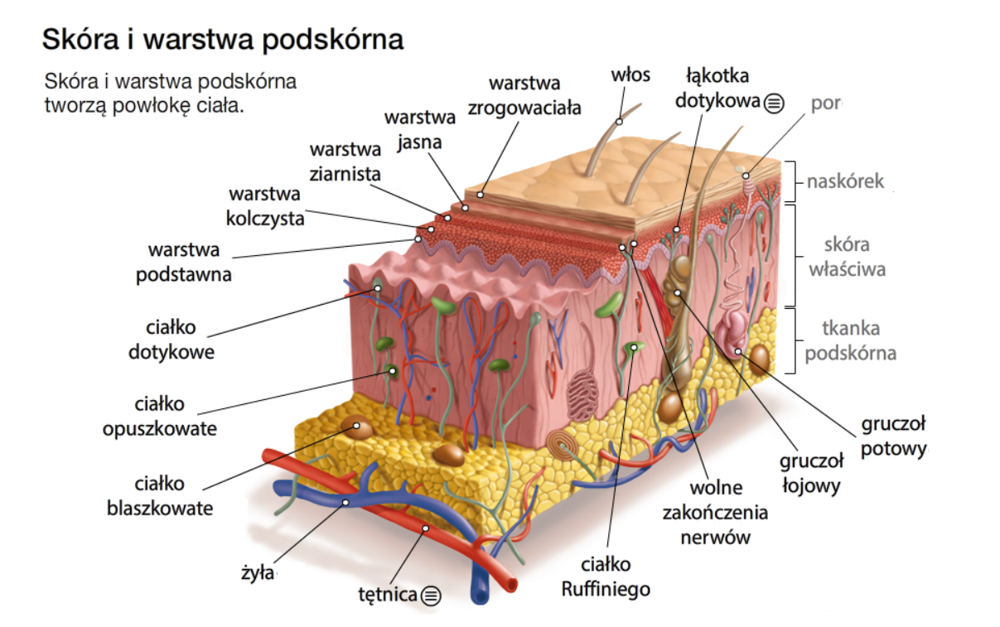 Skóra i warstwa podskórna
Skóra i warstwa podskórna
tworzą powłokę ciała.
włos
łąkotka
dotykowa
por
warstwa
zrogowaciała
warstwa
jasna
warstwa
ziarnista
warstwa
kolczysta
warstwa
podstawna
naskórek
skóra
właściwa
tkanka
podskórna
ciałko
dotykowe
ciałko
opuszkowate
ciałko
blaszkowate
żyła
tętnica
ciałko
Ruffiniego
wolne
zakończenia
nerwów
gruczoł
łojowy
gruczoł
potowy